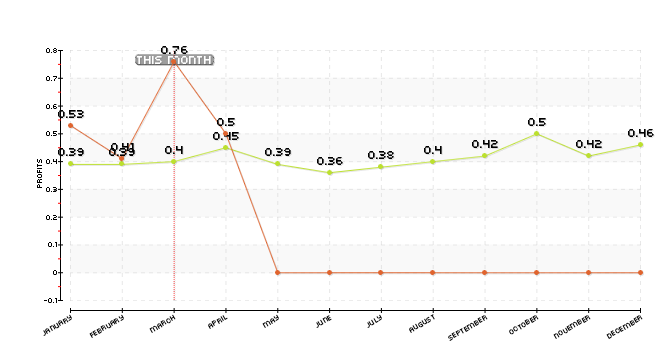 0.8
0.7
0.6
0.5
0.4
0.3
0.2
0.1
0
-0.1
PROFITS
THIS MONTH
0.53
0.41
0.76
0.5
0.39
0.39
0.4
0.45
0.39
0.36
0.38
0.4
0.42
0.5
0.42
0.46
JANUARY
FEBRUARY
MARCH
APRIL
MAY
JUNE
JULY
AUGUST
SEPTEMBER
OCTOBER
NOVEMBER
DECEMBER